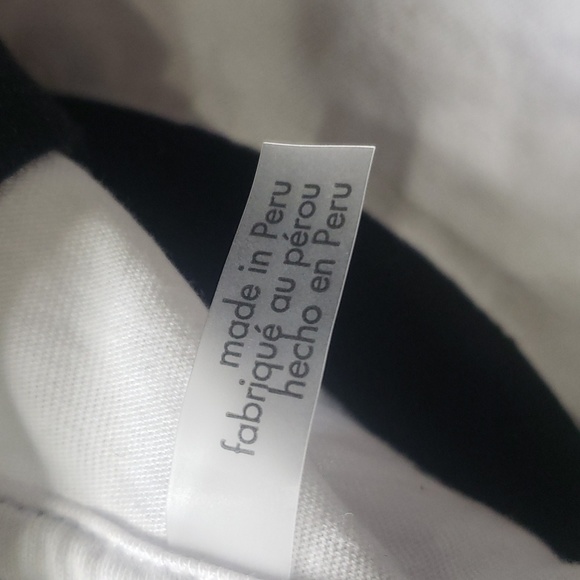 made in Peru
fabriqué au pérou
hecho en Peru